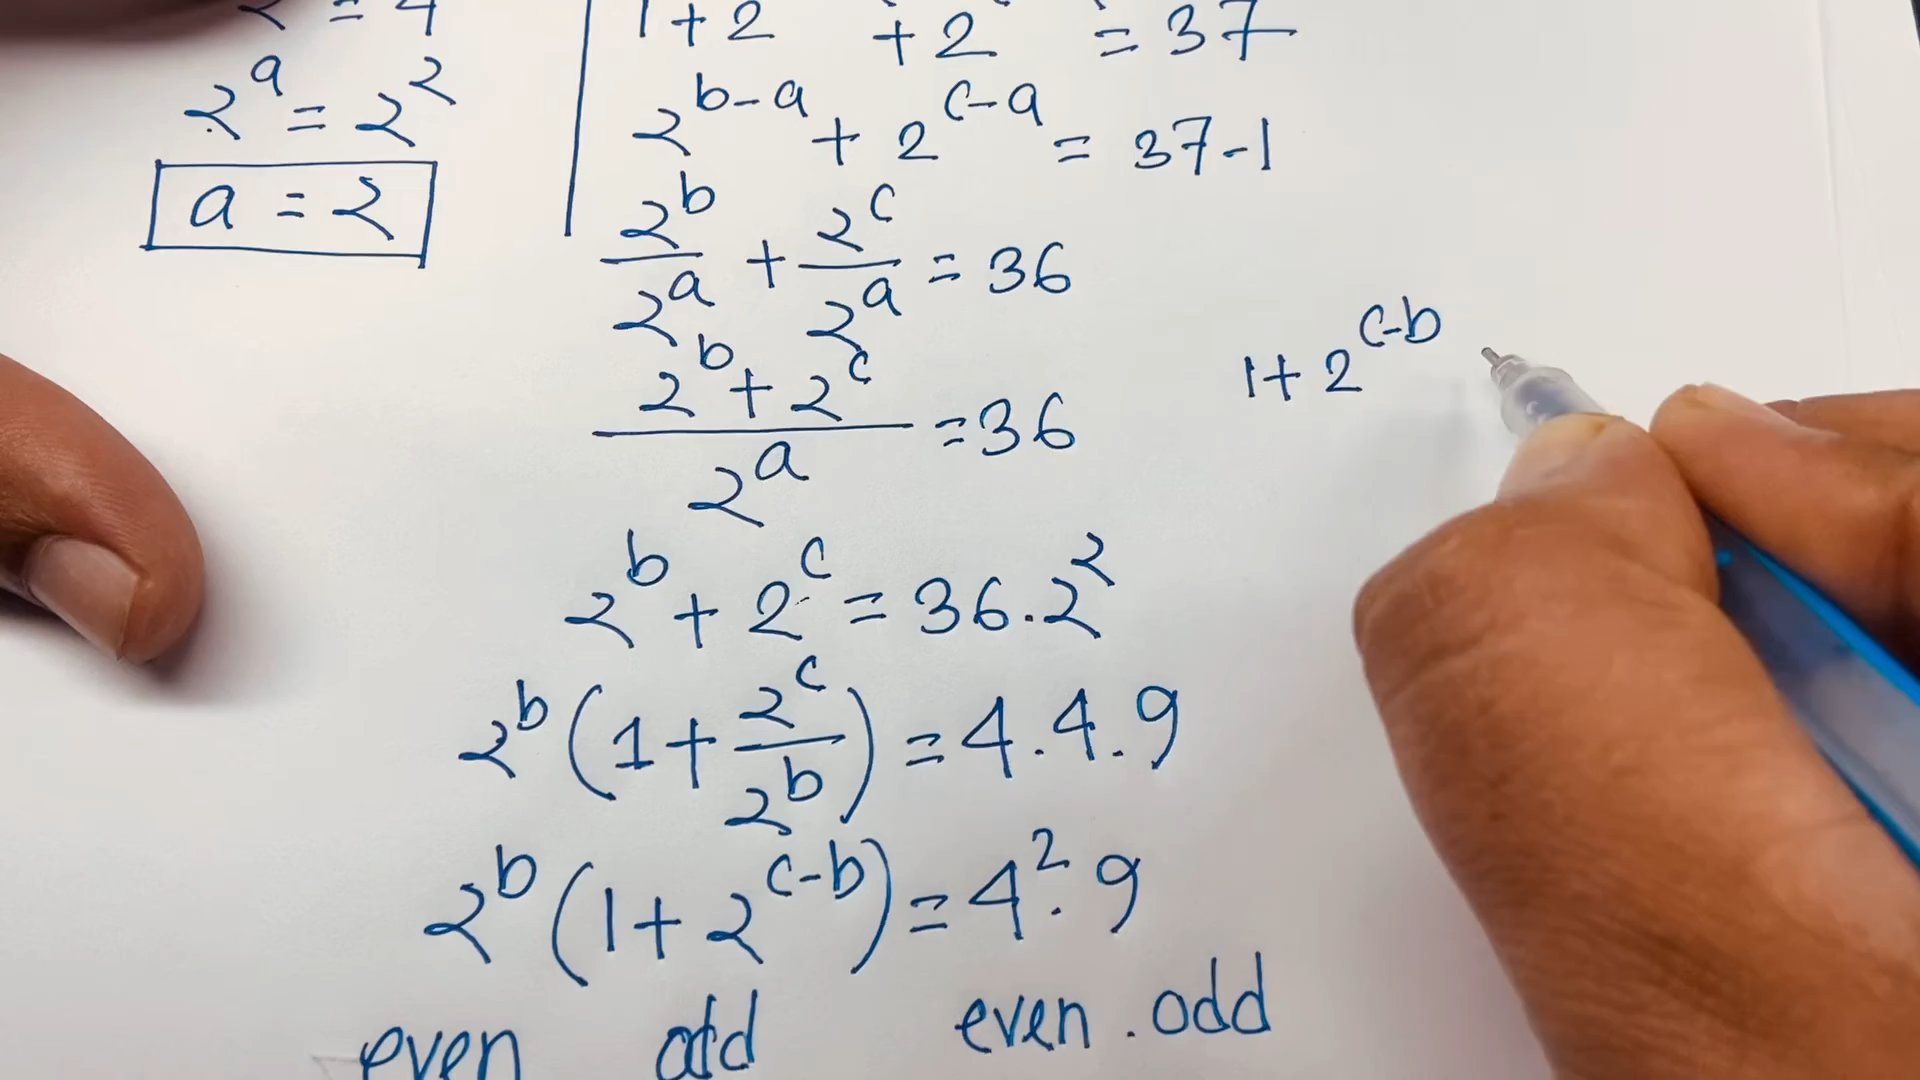 2 = 4
2^a = 2^2
a = 2
1 + 2 + 2 = 37
2^{b-a} + 2^{c-a} = 37 - 1
2^b/2^a + 2^c/2^a = 36
(2^b + 2^c)/2^a = 36
2^b + 2^c = 36.2^2
2^b (1 + 2^c/2^b) = 4.4.9
2^b (1 + 2^{c-b}) = 4^2.9
even odd even . odd
1 + 2^{c-b}